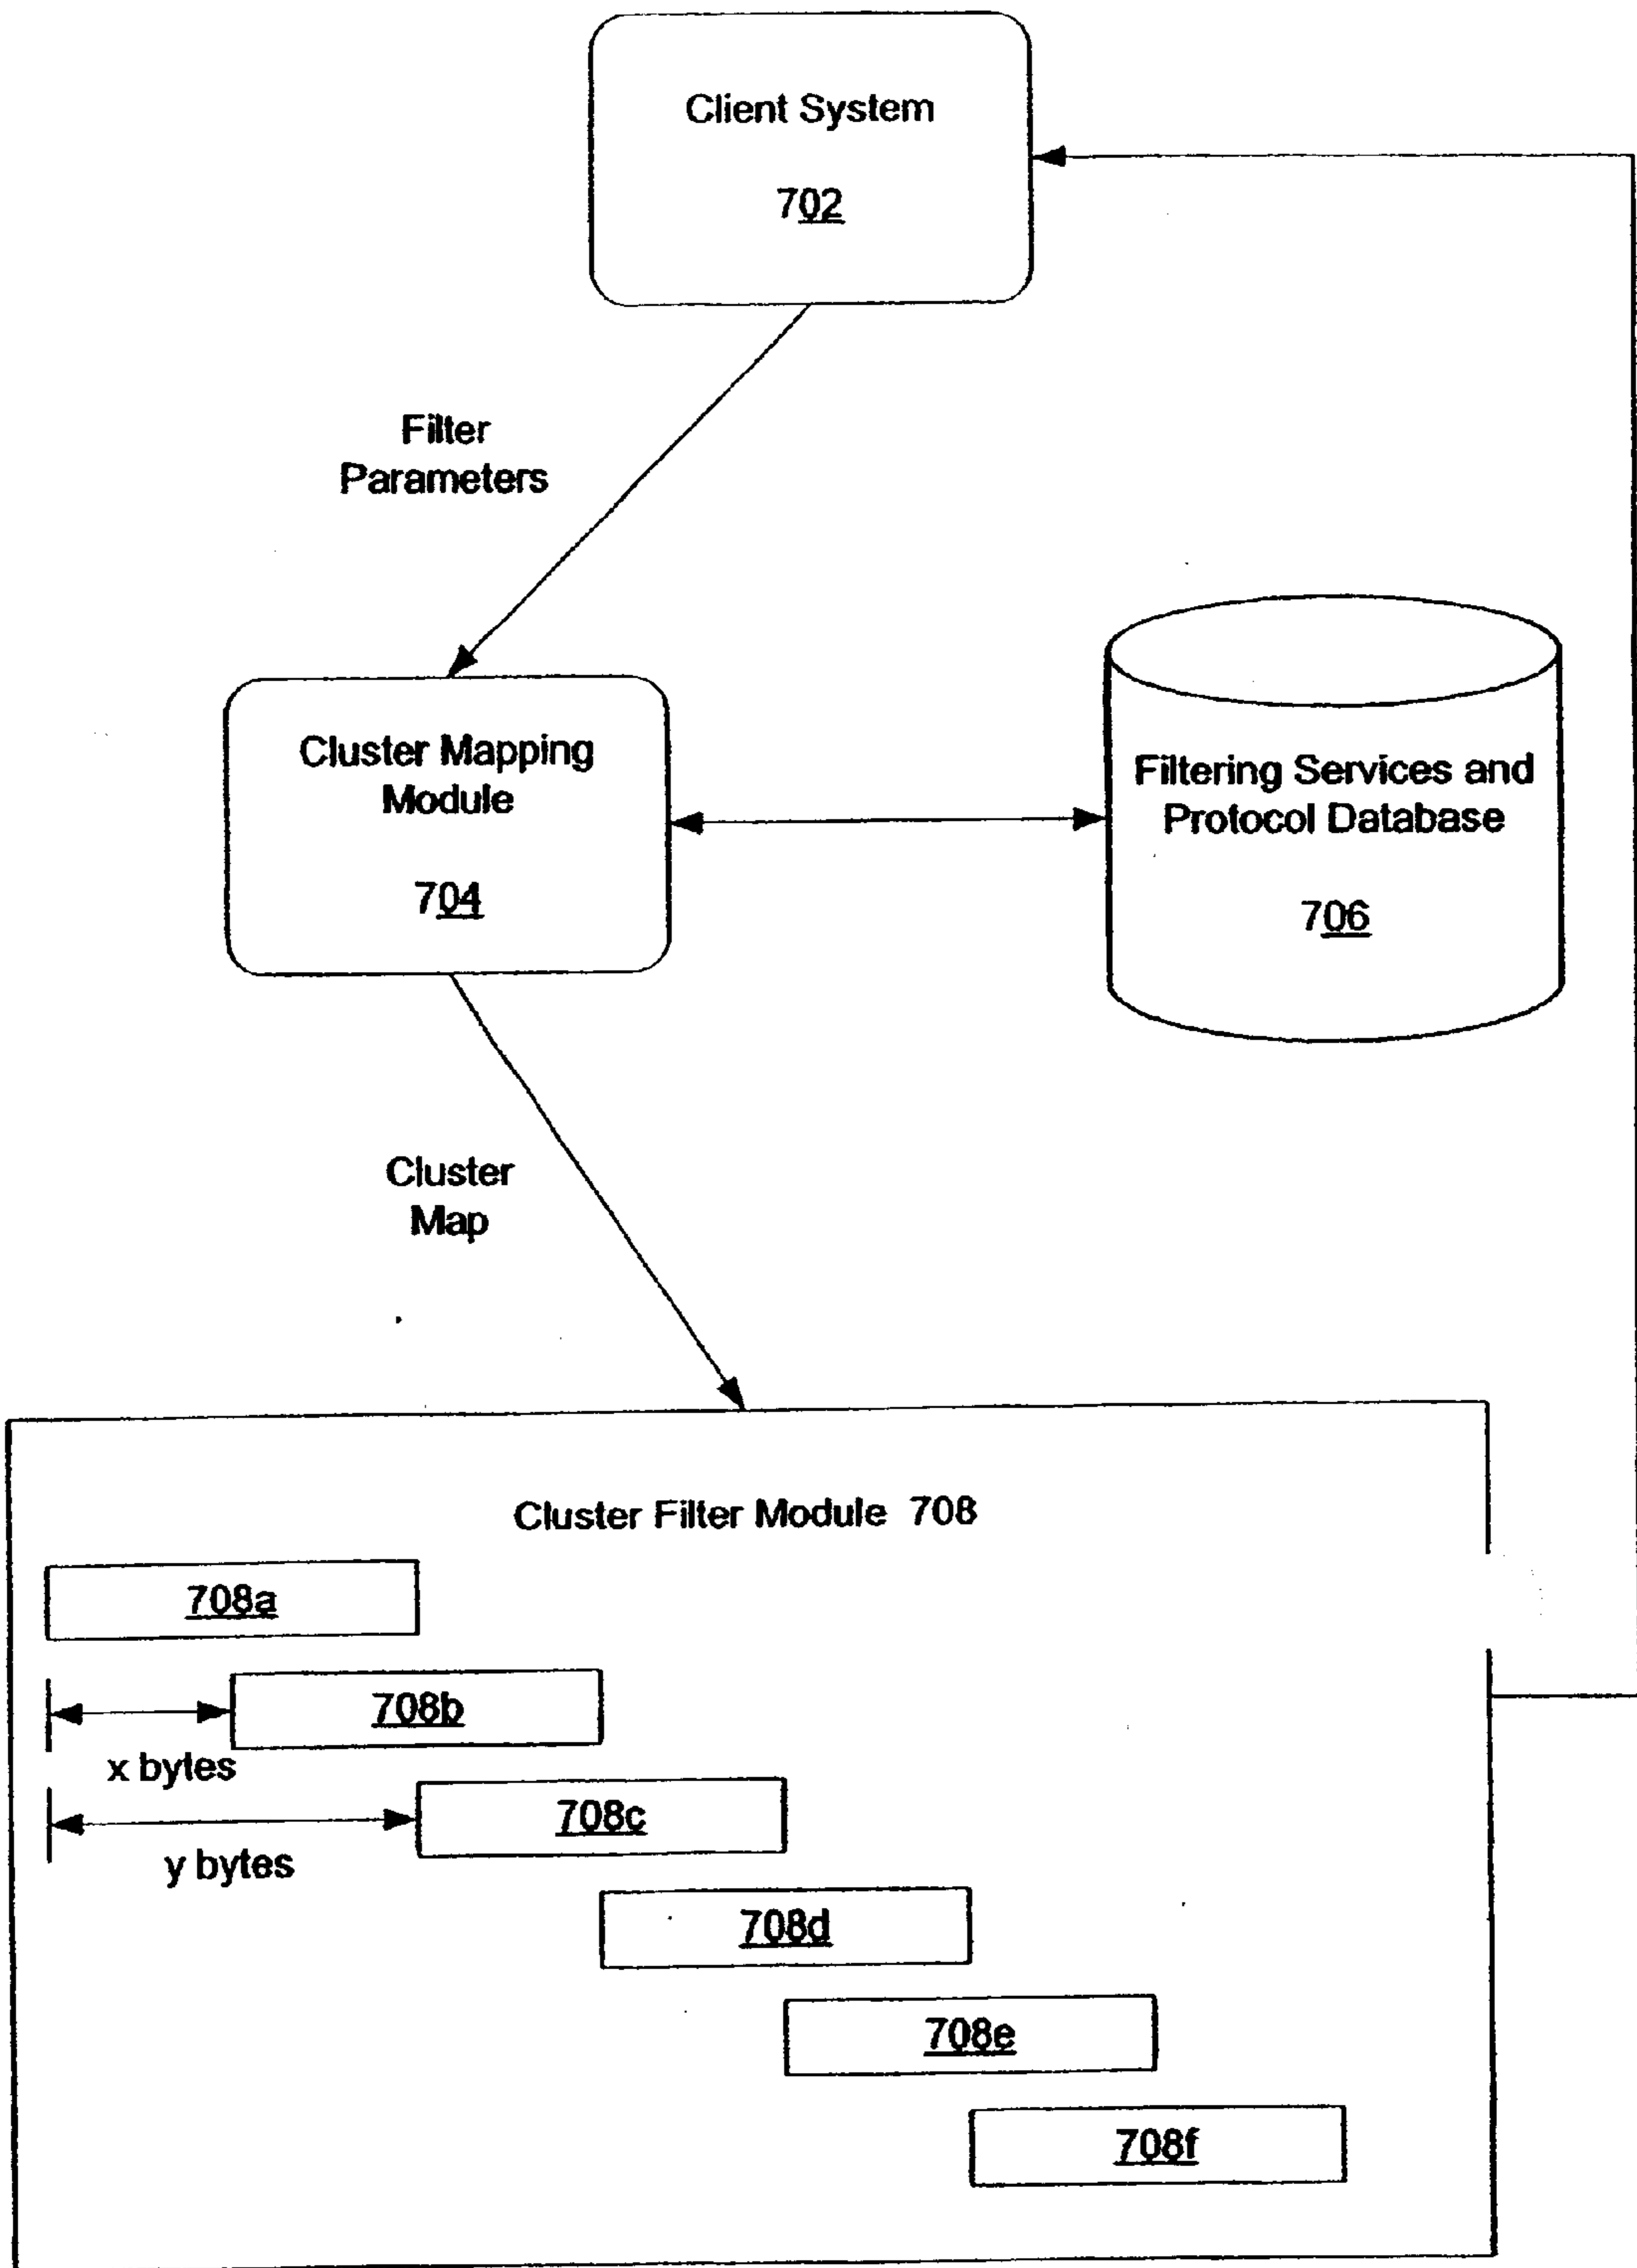 Client System
702
Filter
Parameters
Cluster Mapping
Module
704
Filtering Services and
Protocol Database
706
Cluster
Map
Cluster Filter Module 708
708a
708b
x bytes
708c
y bytes
708d
708e
708f